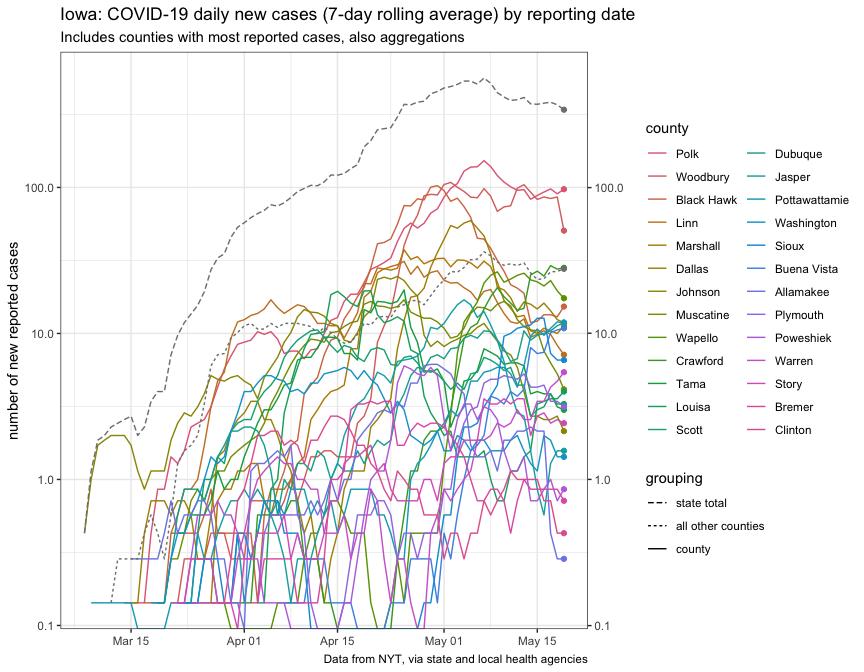 Iowa: COVID-19 daily new cases (7-day rolling average) by reporting date
Includes counties with most reported cases, also aggregations
number of new reported cases
100.0
10.0
1.0
0.1
100.0
10.0
1.0
0.1
Mar 15
Apr 01
Apr 15
May 01
May 15
Data from NYT, via state and local health agencies
county
Polk
Woodbury
Black Hawk
Linn
Marshall
Dallas
Johnson
Muscatine
Wapello
Crawford
Tama
Louisa
Scott
Dubuque
Jasper
Pottawattamie
Washington
Sioux
Buena Vista
Allamakee
Plymouth
Poweshiek
Warren
Story
Bremer
Clinton
grouping
state total
all other counties
county